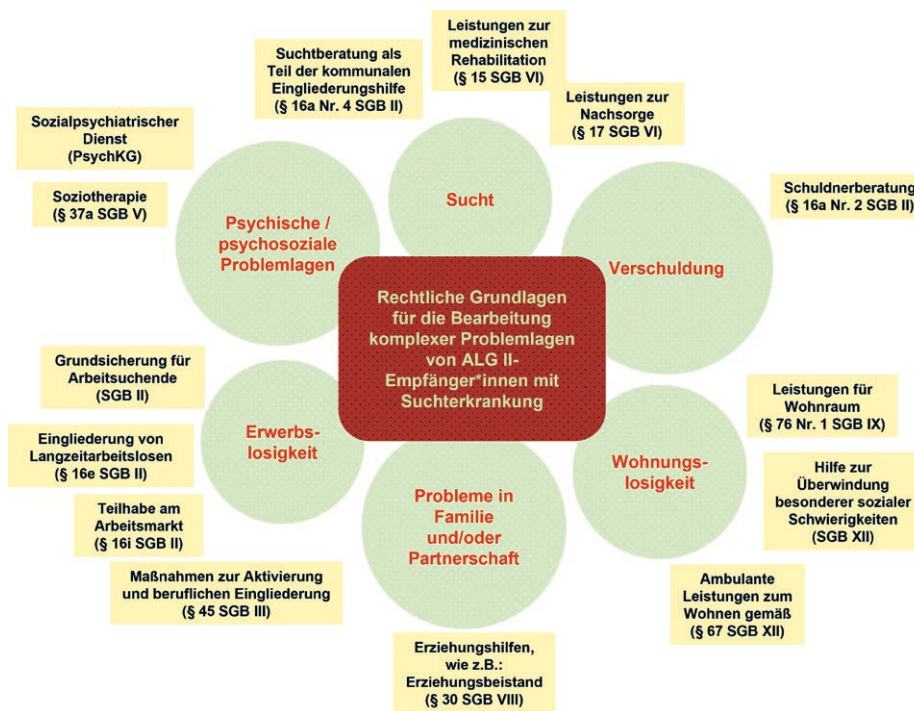 Leistungen zur
medizinischen
Rehabilitation
(§ 15 SGB VI)
Suchtberatung als
Teil der kommunalen
Eingliederungshilfe
(§ 16a Nr. 4 SGB II)
Leistungen zur
Nachsorge
(§ 17 SGB VI)
Sozialpsychiatrischer
Dienst
(PsychKG)
Soziotherapie
(§ 37a SGB V)
Schuldnerberatung
(§ 16a Nr. 2 SGB II)
Sucht
Psychische /
psychosoziale
Problemlagen
Verschuldung
Rechtliche Grundlagen
für die Bearbeitung
komplexer Problemlagen
von ALG II-
Empfänger*innen mit
Suchterkrankung
Grundsicherung für
Arbeitsuchende
(SGB II)
Eingliederung von
Langzeitarbeitslosen
(§ 16e SGB II)
Teilhabe am
Arbeitsmarkt
(§ 16i SGB II)
Maßnahmen zur Aktivierung
und beruflichen Eingliederung
(§ 45 SGB III)
Erwerbs-
losigkeit
Probleme in
Familie
und/oder
Partnerschaft
Wohnungs-
losigkeit
Leistungen für
Wohnraum
(§ 76 Nr. 1 SGB IX)
Hilfe zur
Überwindung
besonderer sozialer
Schwierigkeiten
(SGB XII)
Ambulante
Leistungen zum
Wohnen gemäß
(§ 67 SGB XII)
Erziehungshilfen,
wie z.B.:
Erziehungsbeistand
(§ 30 SGB VIII)